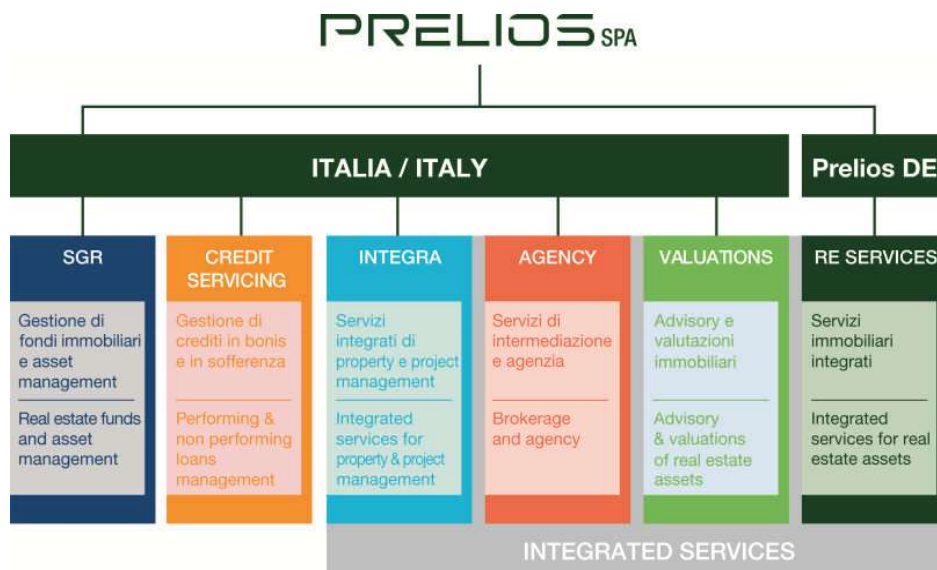 PRELIOS SPA
ITALIA / ITALY
Prelios DE
SGR
Gestione di
fondi immobiliari
e asset
management
Real estate funds
and asset
management
CREDIT
SERVICING
Gestione di
crediti in bonis
e in sofferenza
Performing &
non performing
loans
management
INTEGRA
Servizi
integrati di
property e project
management
Integrated
services for
property & project
management
AGENCY
Servizi di
intermediazione
e agenzia
Brokerage
and agency
VALUATIONS
Advisory e
valutazioni
immobiliari
Advisory
& valuations
of real estate
assets
RE SERVICES
Servizi
immobiliari
integrati
Integrated
services for real
estate assets
INTEGRATED SERVICES